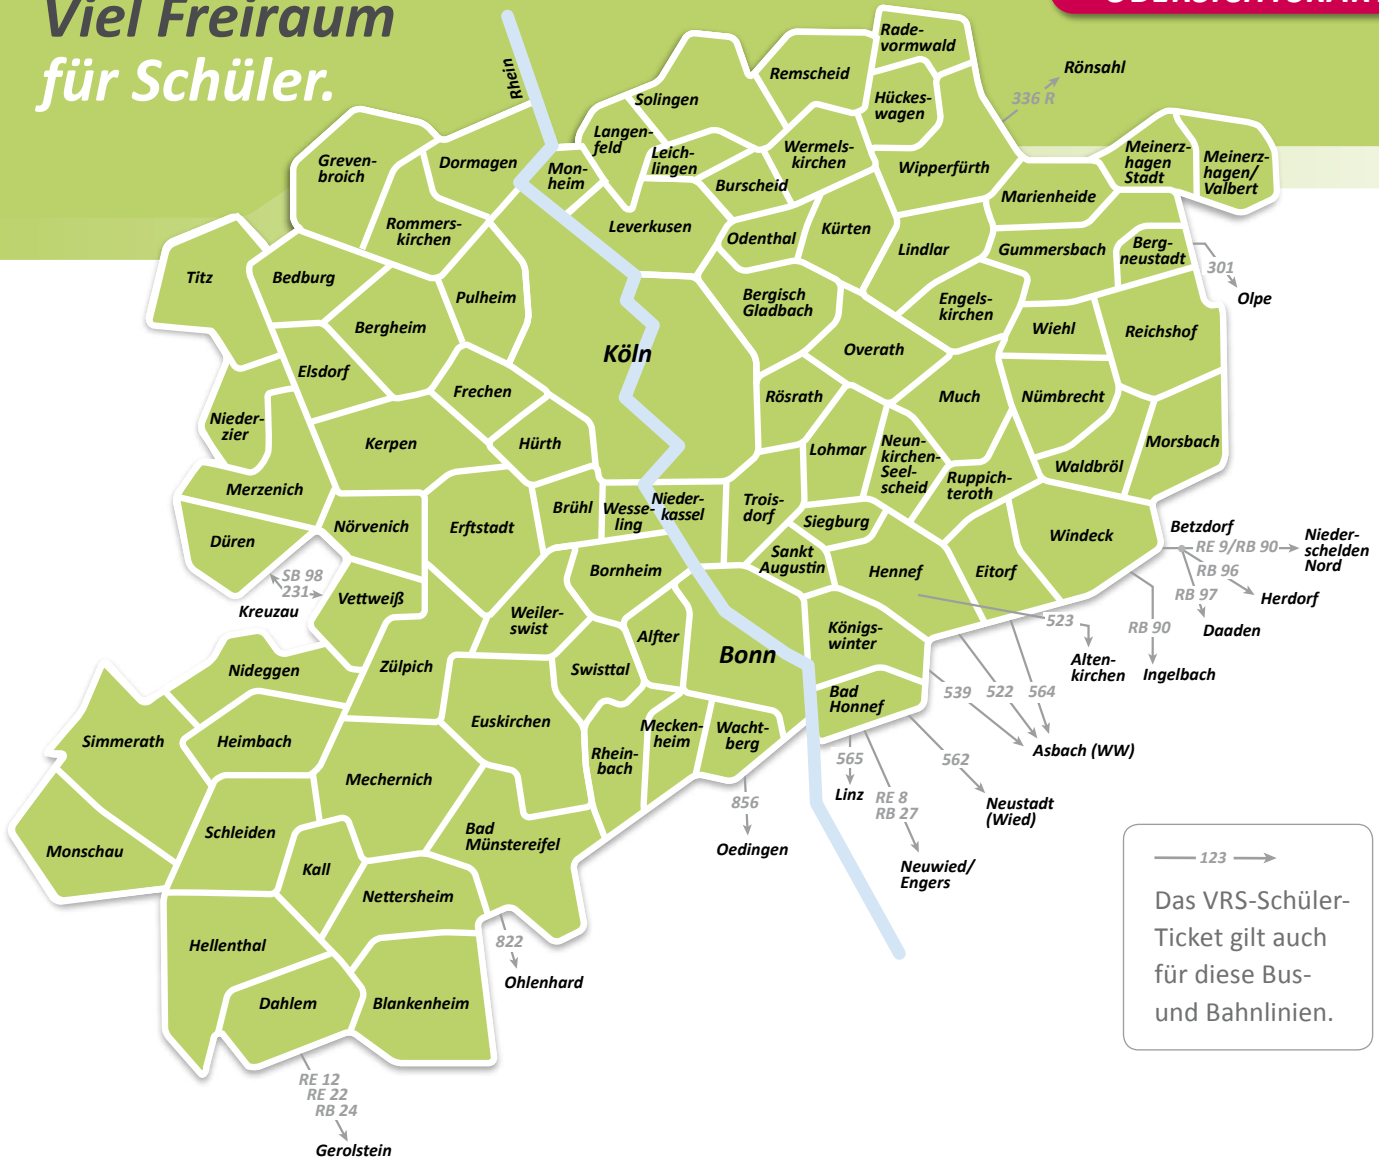 Viel Freiraum
für Schüler.
Rhein
Rade-
vormwald
Remscheid
Rönsahl
336 R
Solingen
Hückes-
wagen
Langen-
feld
Leich-
lingen
Wermels-
kirchen
Wipperfürth
Meinerz-
hagen
Stadt
Meinerz-
hagen/
Valbert
Greven-
broich
Dormagen
Mon-
heim
Burscheid
Marienheide
Rommers-
kirchen
Leverkusen
Odenthal
Kürten
Lindlar
Gummersbach
Berg-
neustadt
301
Olpe
Titz
Bedburg
Pulheim
Bergheim
Bergisch
Gladbach
Engels-
kirchen
Wiehl
Reichshof
Köln
Overath
Elsdorf
Frechen
Rösrath
Much
Nümbrecht
Nieder-
zier
Kerpen
Hürth
Lohmar
Neun-
kirchen-
Seel-
scheid
Morsbach
Waldbröl
Ruppich-
teroth
Merzenich
Düren
Nörvenich
Erftstadt
Brühl
Wesse-
ling
Nieder-
kassel
Trois-
dorf
Siegburg
Windeck
Sankt
Augustin
Hennef
Eitorf
Betzdorf
RE 9/RB 90
Nieder-
schelden
Nord
RB 96
Herdorf
RB 97
Daaden
RB 90
Ingelbach
SB 98
231
Kreuzau
Vettweiß
Bornheim
Weiler-
swist
Alfter
Königs-
winter
523
Alten-
kirchen
Nideggen
Zülpich
Swisttal
Bonn
Bad
Honnef
539
522
564
Asbach (WW)
Simmerath
Heimbach
Euskirchen
Mecken-
heim
Wacht-
berg
Rhein-
bach
Mechernich
565
Linz
562
Neustadt
(Wied)
RE 8
RB 27
Neuwied/
Engers
856
Oedingen
Monschau
Schleiden
Kall
Bad
Münstereifel
Nettersheim
Hellenthal
822
Ohlenhard
Dahlem
Blankenheim
RE 12
RE 22
RB 24
Gerolstein
123
Das VRS-Schüler-
Ticket gilt auch
für diese Bus-
und Bahnlinien.